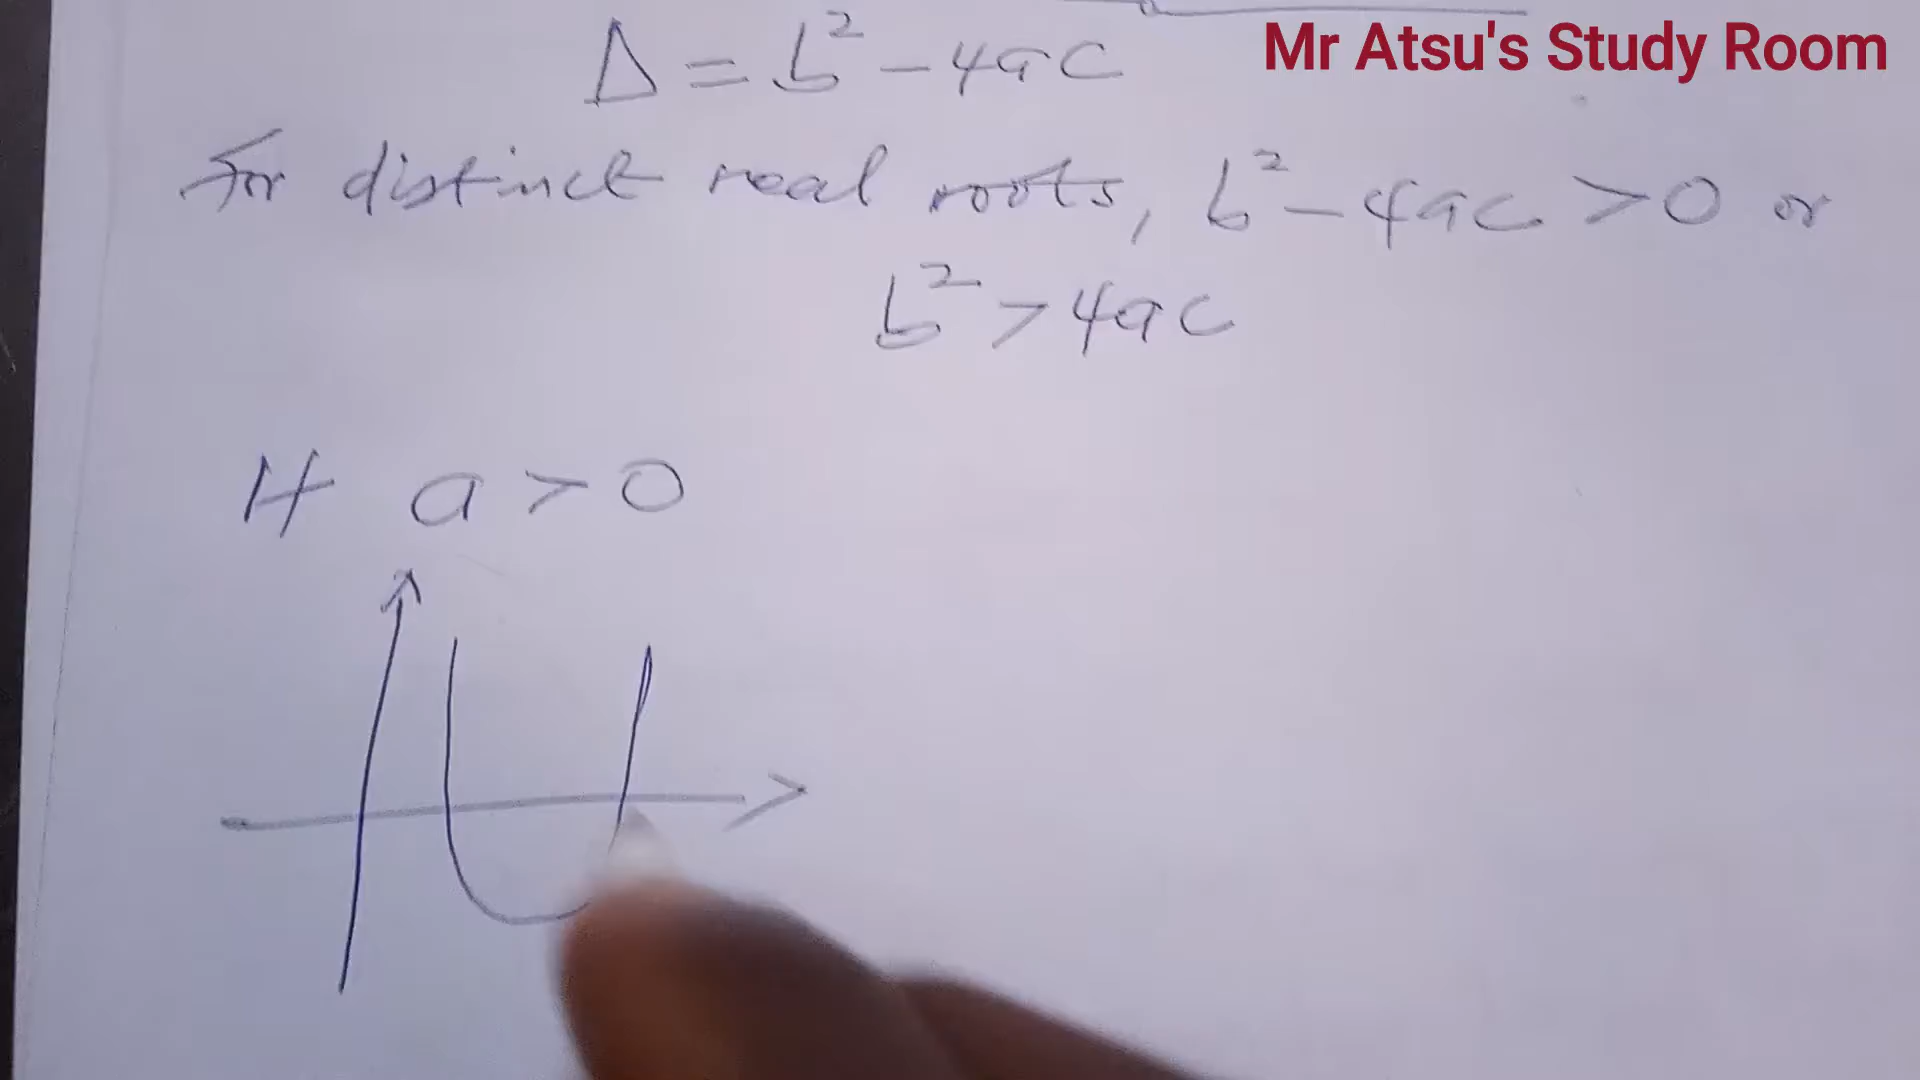 Mr Atsu's Study Room
Δ = b² - 4ac
For distinct real roots, b² - 4ac > 0 or
b² > 4ac
If a > 0